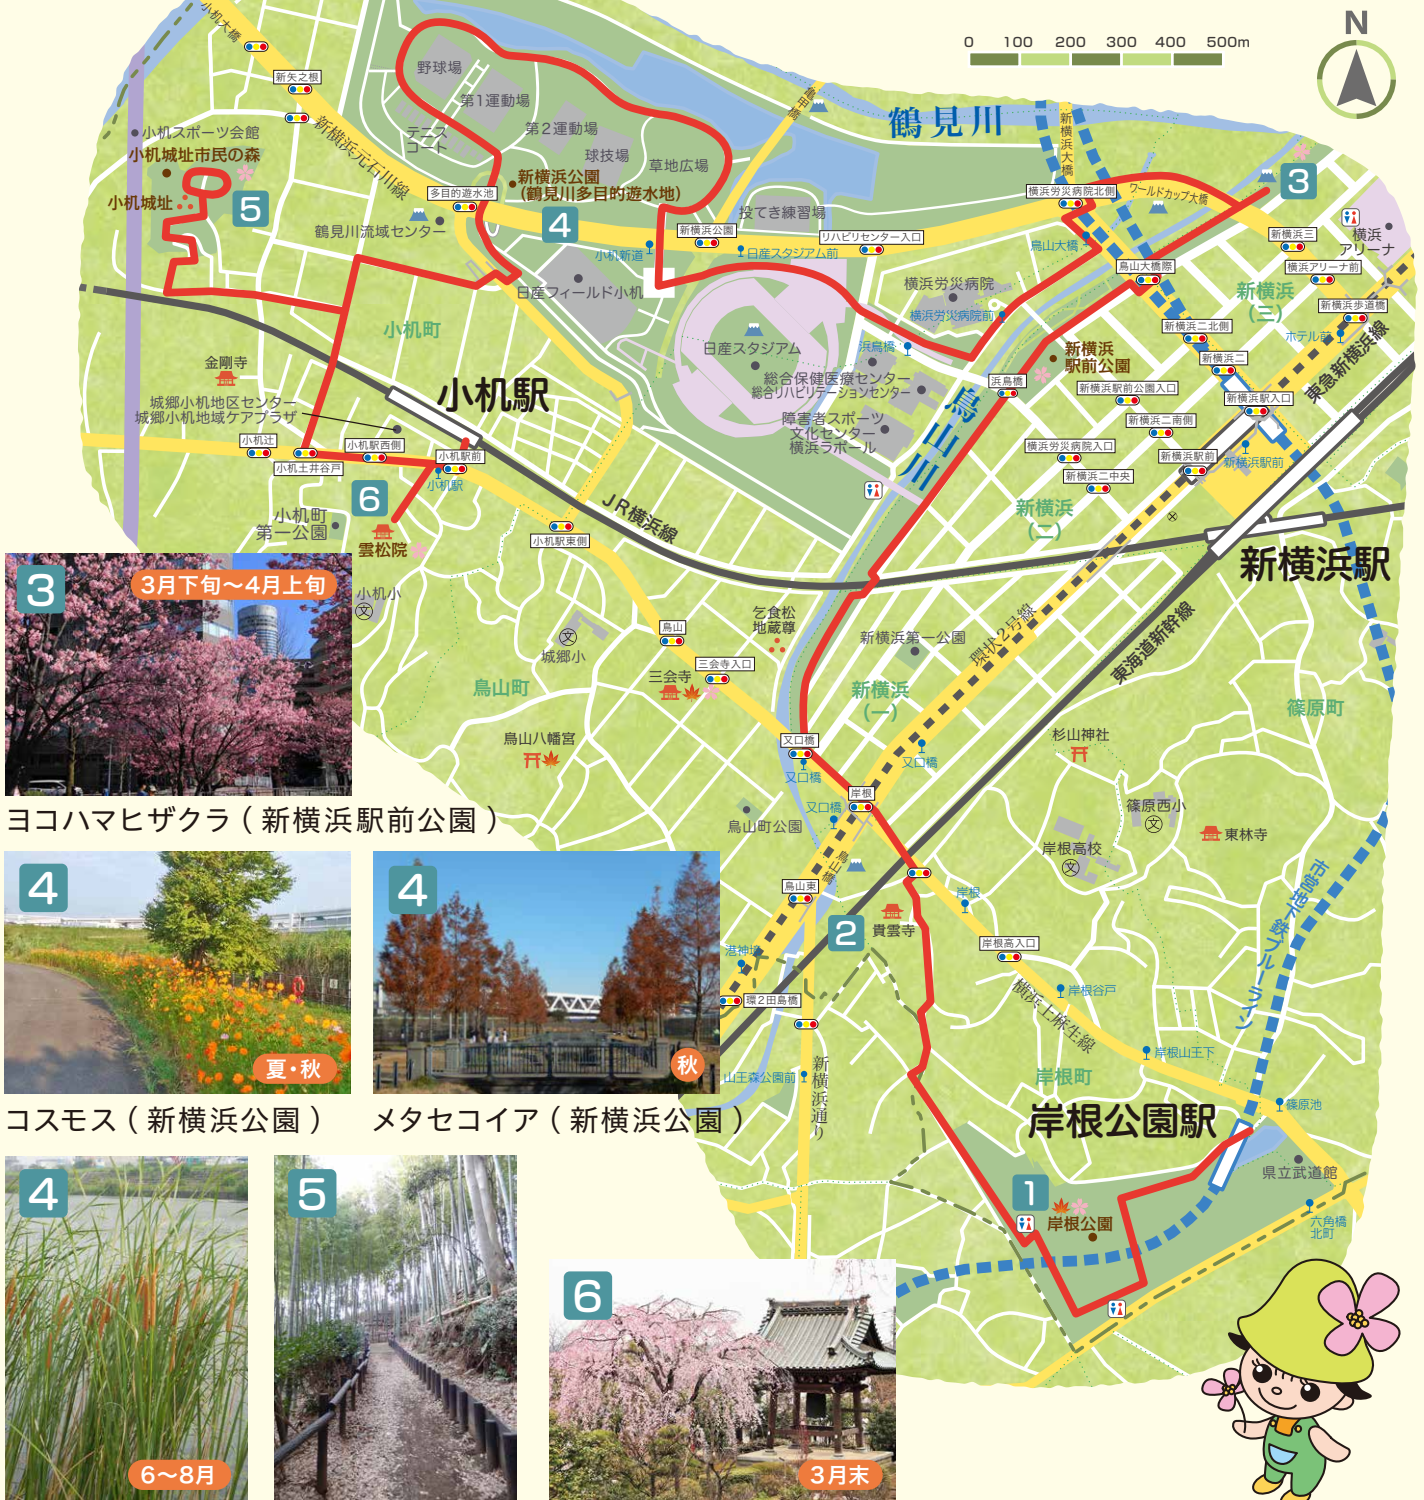 N
0 100 200 300 400 500m
小机大橋
新矢之根
小机スポーツ会館
小机城址市民の森
小机城址
5
新横浜元石川線
野球場
第1運動場
テニス
コート
第2運動場
球技場
草地広場
亀甲橋
鶴見川
新横浜大橋
新横浜公園
(鶴見川多目的遊水地)
多目的遊水池
4
鶴見川流域センター
投てき練習場
新横浜公園
小机新道
日産スタジアム前
リハビリセンター入口
横浜労災病院北側
ワールドカップ大橋
3
横浜
アリーナ
新横浜三
横浜アリーナ前
鳥山大橋
鳥山大橋際
新横浜
(三)
新横浜歩道橋
日産フィールド小机
横浜労災病院
横浜労災病院前
新横浜二北側
ホテル前
東急新横浜線
小机町
日産スタジアム
浜鳥橋
新横浜
駅前公園
新横浜二
金剛寺
小机駅
総合保健医療センター
総合リハビリテーションセンター
浜鳥橋
新横浜駅前公園入口
新横浜駅入口
城郷小机地区センター
城郷小机地域ケアプラザ
障害者スポーツ
文化センター
横浜ラポール
鳥山川
新横浜二南側
小机辻
小机土井谷戸
小机駅西側
小机駅前
小机駅
横浜労災病院入口
新横浜駅前
新横浜駅前
新横浜二中央
6
小机町
第一公園
雲松院
JR横浜線
小机駅東側
新横浜
(二)
新横浜駅
3
3月下旬〜4月上旬
小机小
文
文
城郷小
鳥山
乞食松
地蔵尊
新横浜第一公園
環状2号線
東海道新幹線
三会寺
三会寺入口
鳥山町
新横浜
(一)
篠原町
鳥山八幡宮
又口橋
又口橋
又口橋
杉山神社
ヨコハマヒザクラ(新横浜駅前公園)
鳥山町公園
又口橋
岸根
篠原西小
文
岸根高校
文
東林寺
鳥山橋
鳥山東
岸根
貴雲寺
2
市営地下鉄ブルーライン
4
夏・秋
4
秋
港神橋
環2田島橋
岸根高入口
岸根谷戸
横浜上麻生線
岸根山王下
山王森公園前
新横浜通り
岸根町
コスモス(新横浜公園)
メタセコイア(新横浜公園)
岸根公園駅
篠原池
県立武道館
1
岸根公園
六角橋
北町
4
6〜8月
5
6
3月末